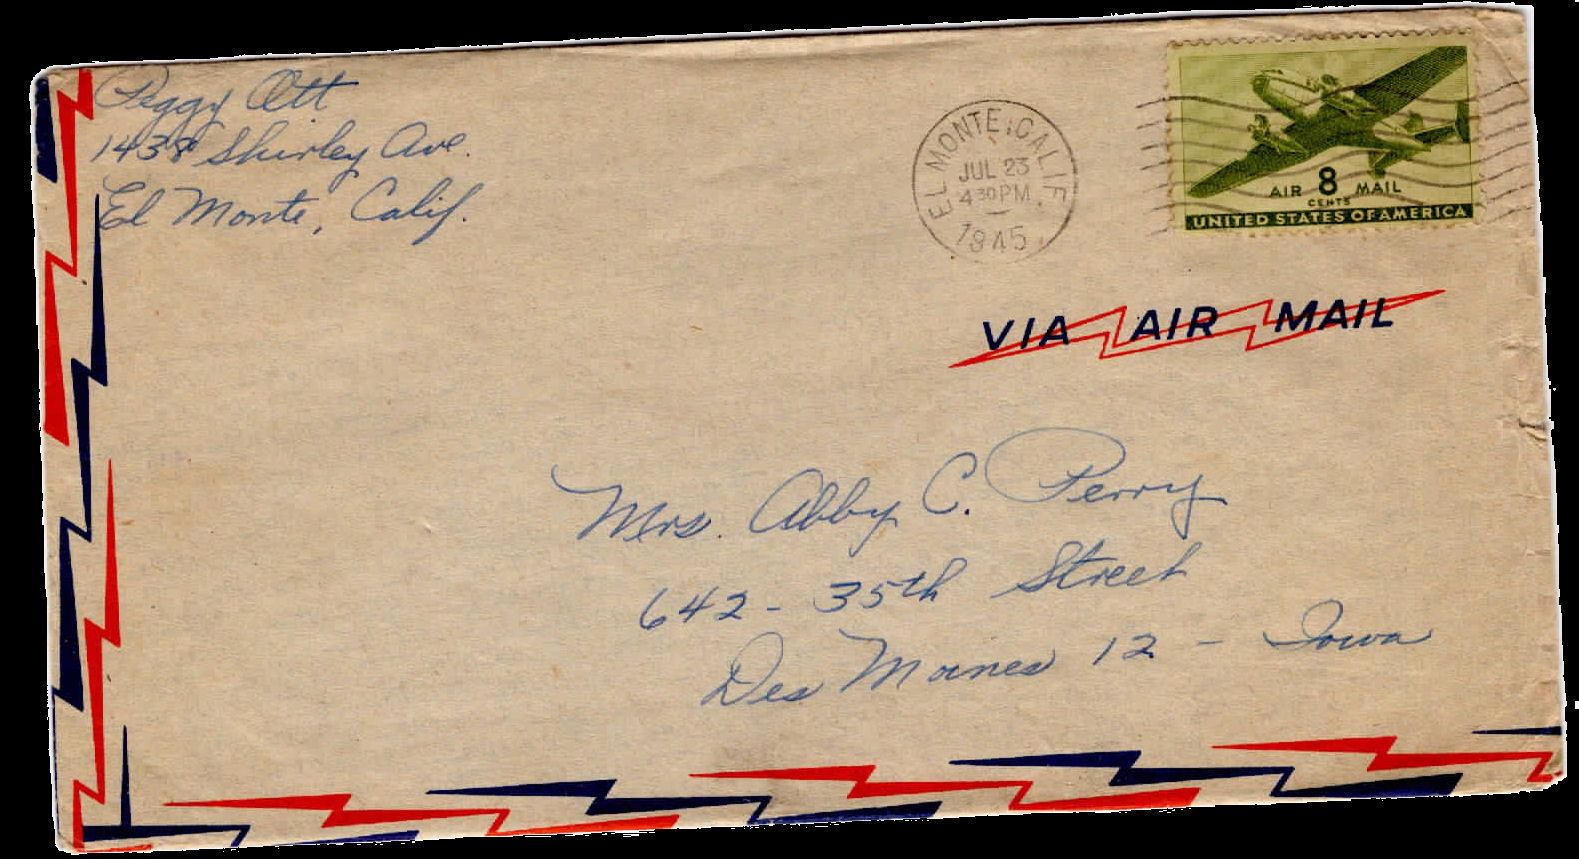 Peggy Ott
1438 Shirley Ave.
El Monte, Calif.
EL MONTE, CALIF.
JUL 23
4 30 PM
1945
AIR 8 MAIL
CENTS
UNITED STATES OF AMERICA
VIA AIR MAIL
Mrs. Abby C. Perry
642 - 35th Street
Des Moines 12 - Iowa